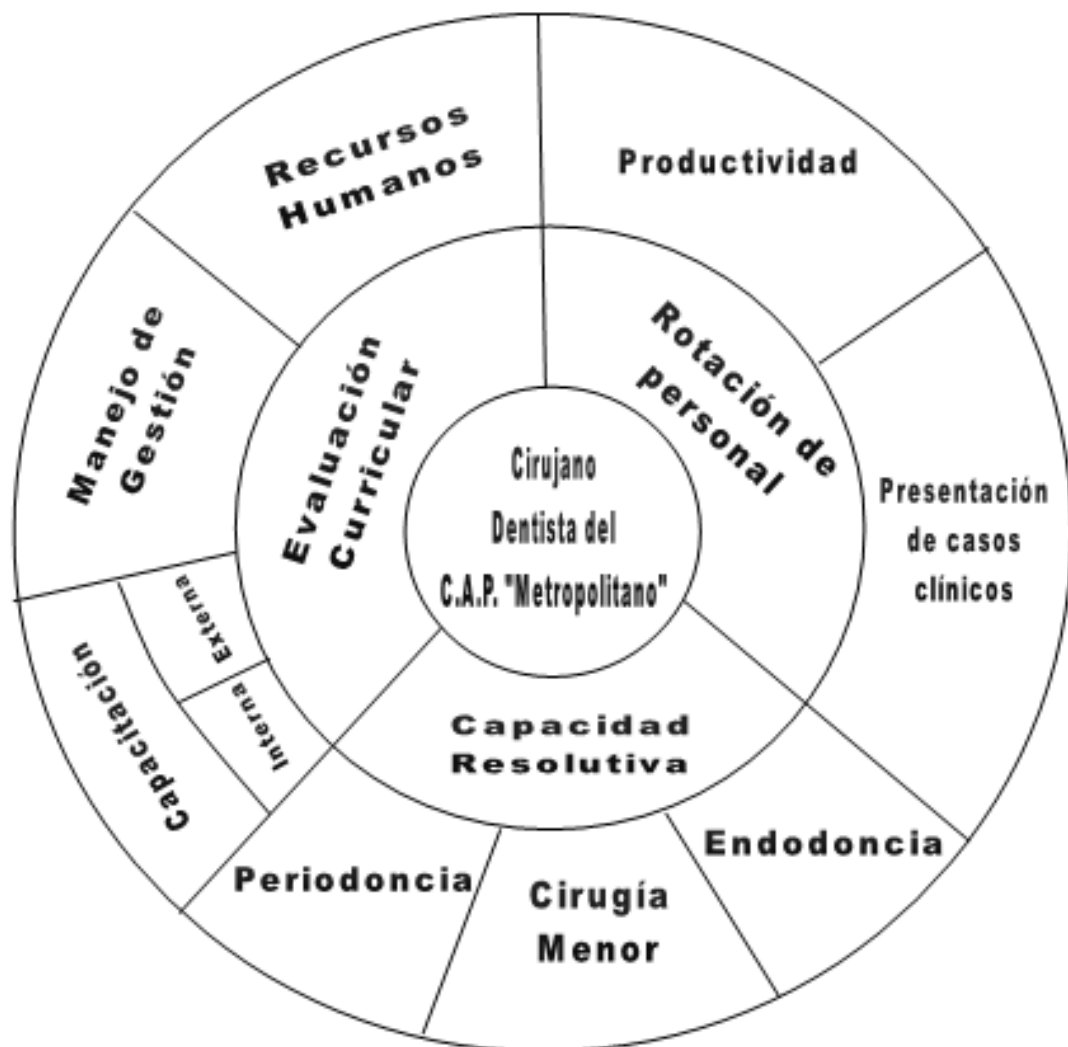 Recursos
Humanos
Productividad
Manejo de
Gestión
Evaluación
Curricular
Rotación de
personal
Cirujano
Dentista del
C.A.P. "Metropolitano"
Presentación
de casos
clínicos
Externa
Interna
Capacitación
Capacidad
Resolutiva
Periodoncia
Cirugía
Menor
Endodoncia